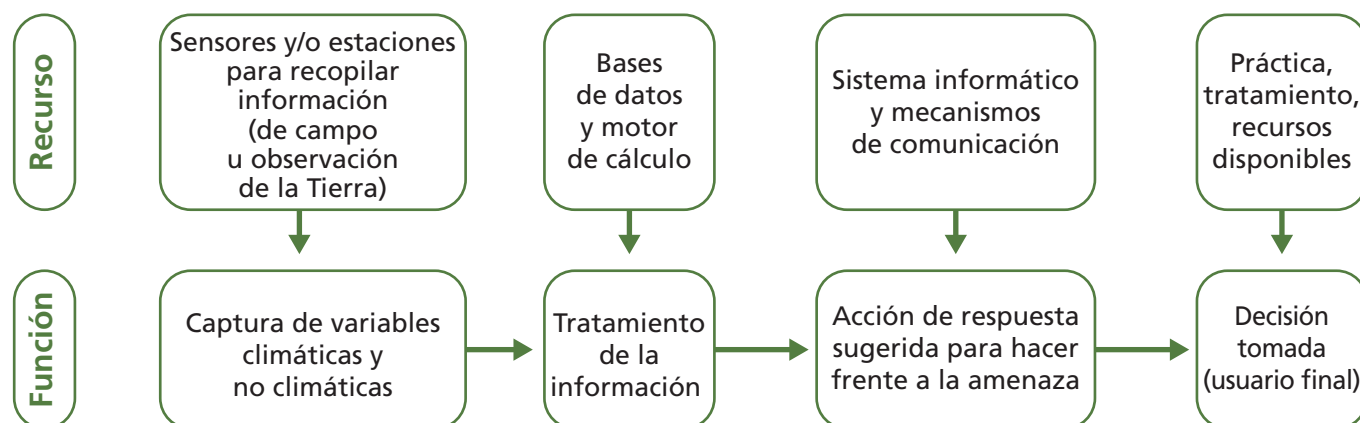 Recurso
Sensores y/o estaciones
para recopilar
información
(de campo
u observación
de la Tierra)
Bases
de datos
y motor
de cálculo
Sistema informático
y mecanismos
de comunicación
Práctica,
tratamiento,
recursos
disponibles
Función
Captura de variables
climáticas y
no climáticas
Tratamiento
de la
información
Acción de respuesta
sugerida para hacer
frente a la amenaza
Decisión
tomada
(usuario final)